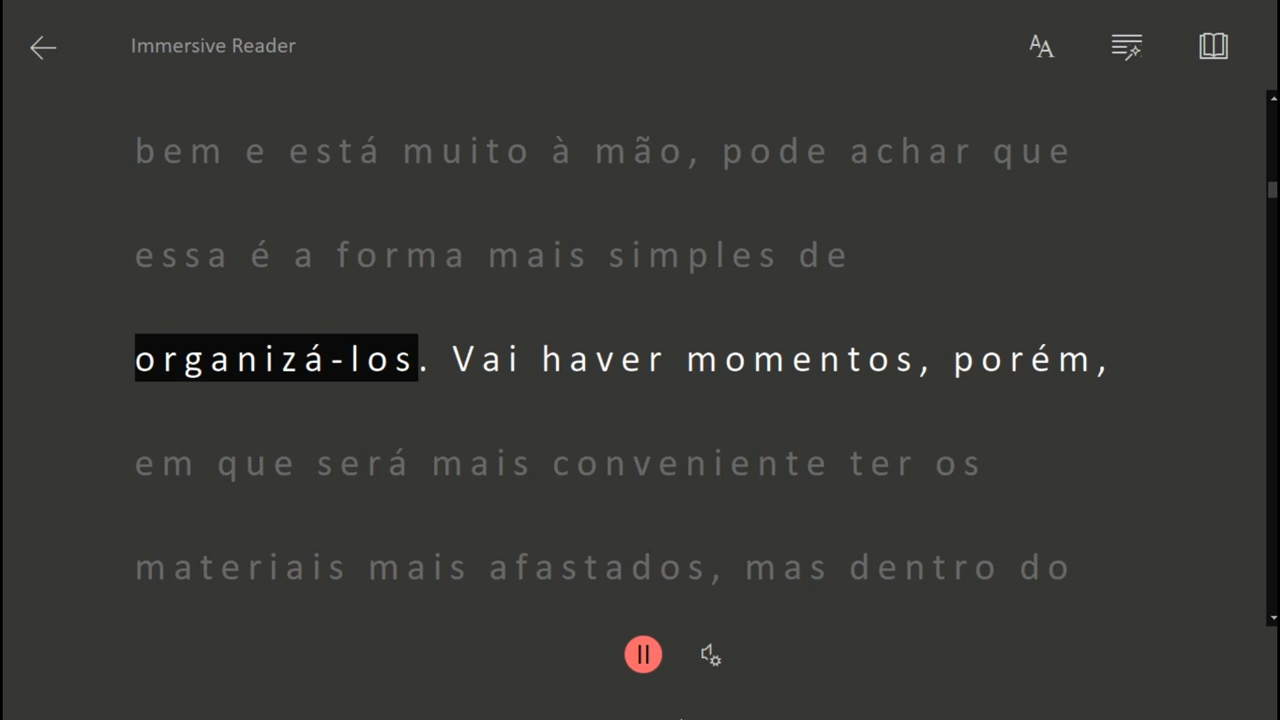 Immersive Reader
bem e está muito à mão, pode achar que
essa é a forma mais simples de
organizá-los. Vai haver momentos, porém,
em que será mais conveniente ter os
materiais mais afastados, mas dentro do